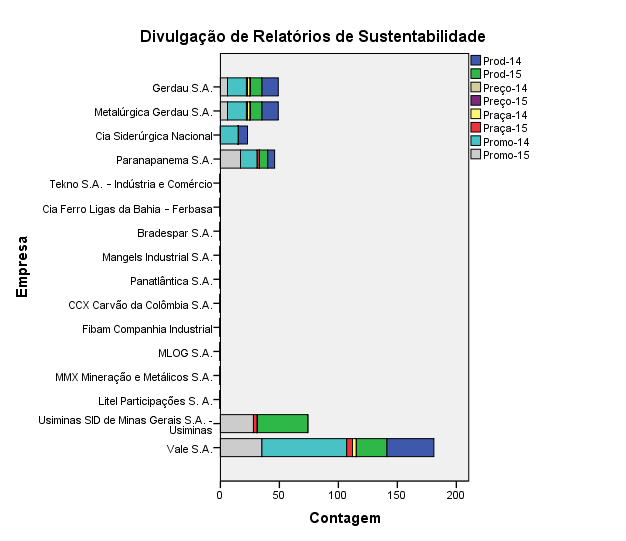 Divulgação de Relatórios de Sustentabilidade
Prod-14
Prod-15
Preço-14
Preço-15
Praça-14
Praça-15
Promo-14
Promo-15
Empresa
Gerdau S.A.
Metalúrgica Gerdau S.A.
Cia Siderúrgica Nacional
Paranapanema S.A.
Tekno S.A. - Indústria e Comércio
Cia Ferro Ligas da Bahia - Ferbasa
Bradespar S.A.
Mangels Industrial S.A.
Panatlântica S.A.
CCX Carvão da Colômbia S.A.
Fibam Companhia Industrial
MLOG S.A.
MMX Mineração e Metálicos S.A.
Litel Participações S. A.
Usiminas SID de Minas Gerais S.A. -
Usiminas
Vale S.A.
0 50 100 150 200
Contagem